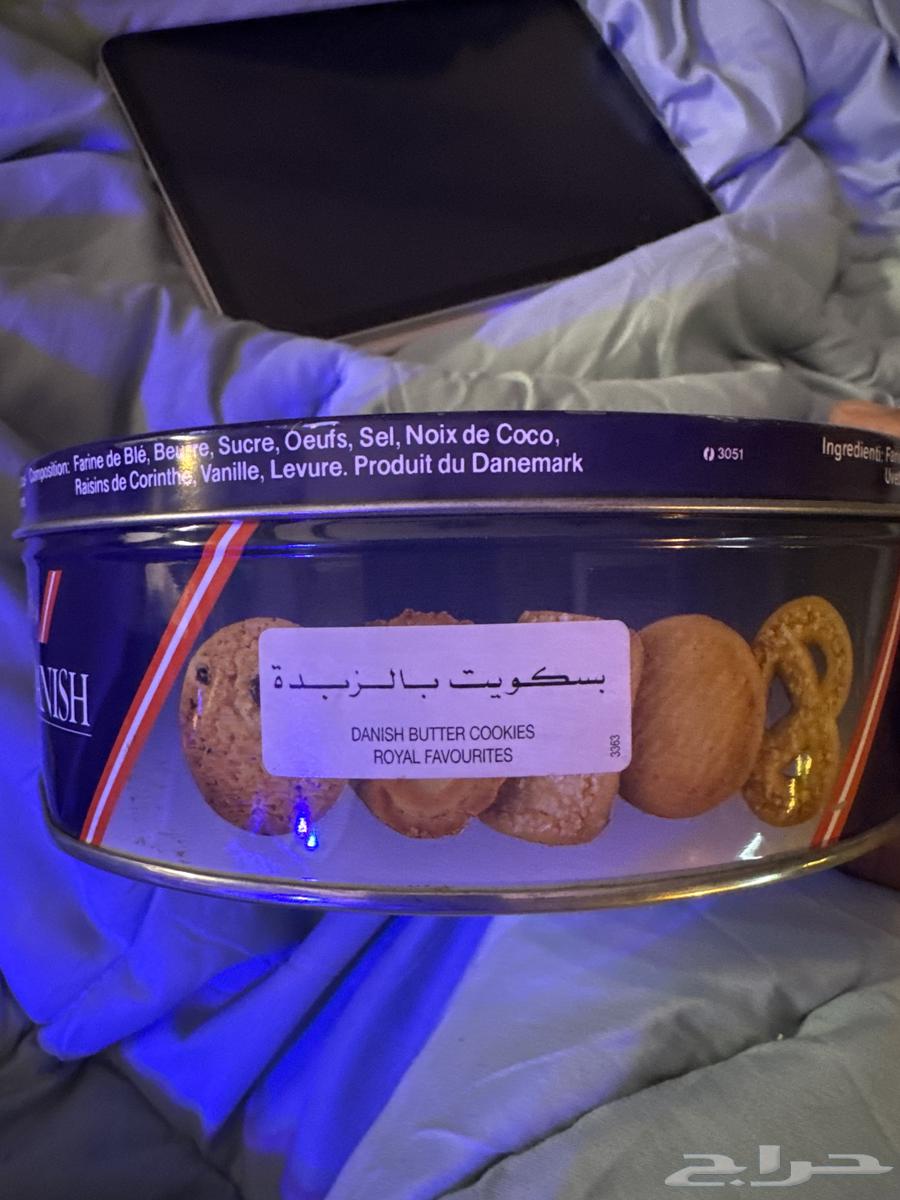 Composition: Farine de Blé, Beurre, Sucre, Oeufs, Sel, Noix de Coco,
Raisins de Corinthe, Vanille, Levure. Produit du Danemark
3051
Ingredienti:
NISH
بسكويت بالزبدة
DANISH BUTTER COOKIES
ROYAL FAVOURITES
3363
حراج